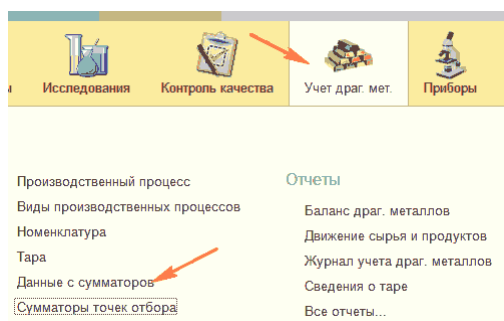 ы
Исследования
Контроль качества
Учет драг. мет.
Приборы
Производственный процесс
Виды производственных процессов
Номенклатура
Тара
Данные с сумматоров
Сумматоры точек отбора
Отчеты
Баланс драг. металлов
Движение сырья и продуктов
Журнал учета драг. металлов
Сведения о таре
Все отчеты...